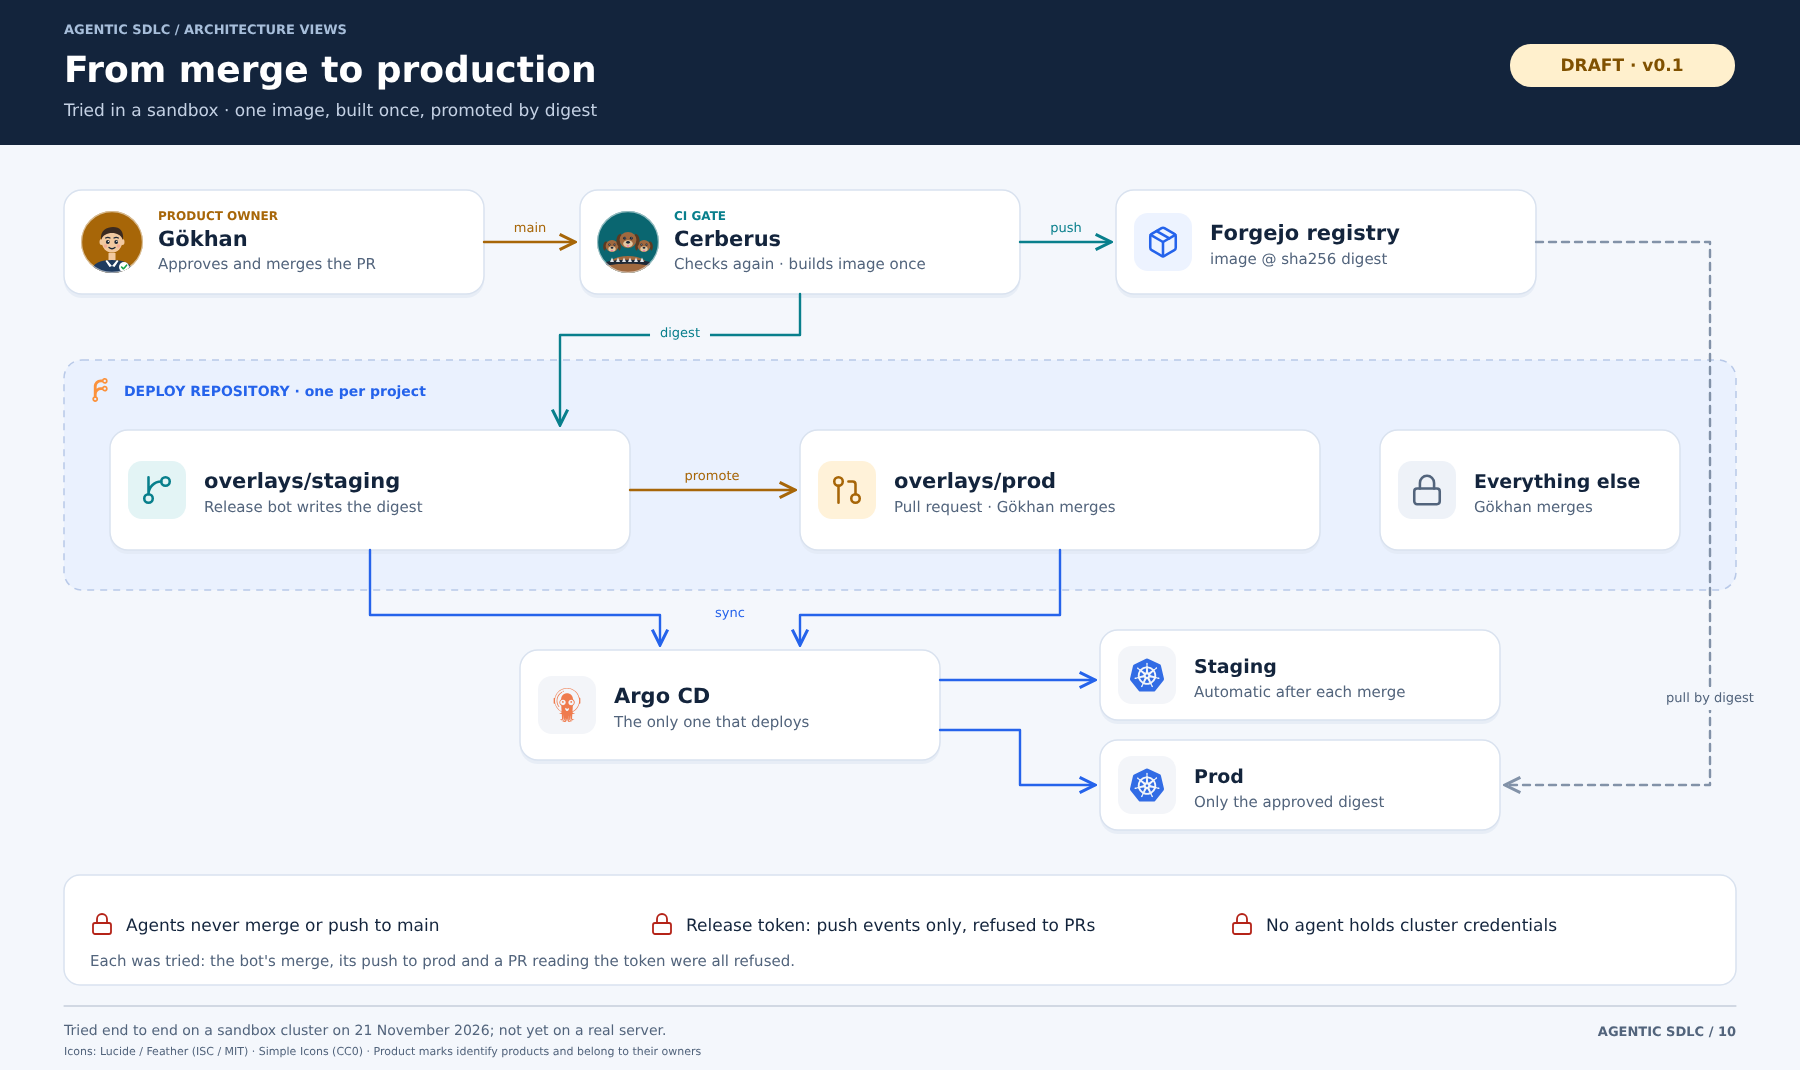 AGENTIC SDLC / ARCHITECTURE VIEWS
From merge to production
Tried in a sandbox · one image, built once, promoted by digest
DRAFT · v0.1
PRODUCT OWNER
Gökhan
Approves and merges the PR
main
CI GATE
Cerberus
Checks again · builds image once
push
Forgejo registry
image @ sha256 digest
digest
DEPLOY REPOSITORY · one per project
overlays/staging
Release bot writes the digest
promote
overlays/prod
Pull request · Gökhan merges
Everything else
Gökhan merges
sync
Argo CD
The only one that deploys
Staging
Automatic after each merge
pull by digest
Prod
Only the approved digest
Agents never merge or push to main
Release token: push events only, refused to PRs
No agent holds cluster credentials
Each was tried: the bot's merge, its push to prod and a PR reading the token were all refused.
Tried end to end on a sandbox cluster on 21 November 2026; not yet on a real server.
AGENTIC SDLC / 10
Icons: Lucide / Feather (ISC / MIT) · Simple Icons (CC0) · Product marks identify products and belong to their owners